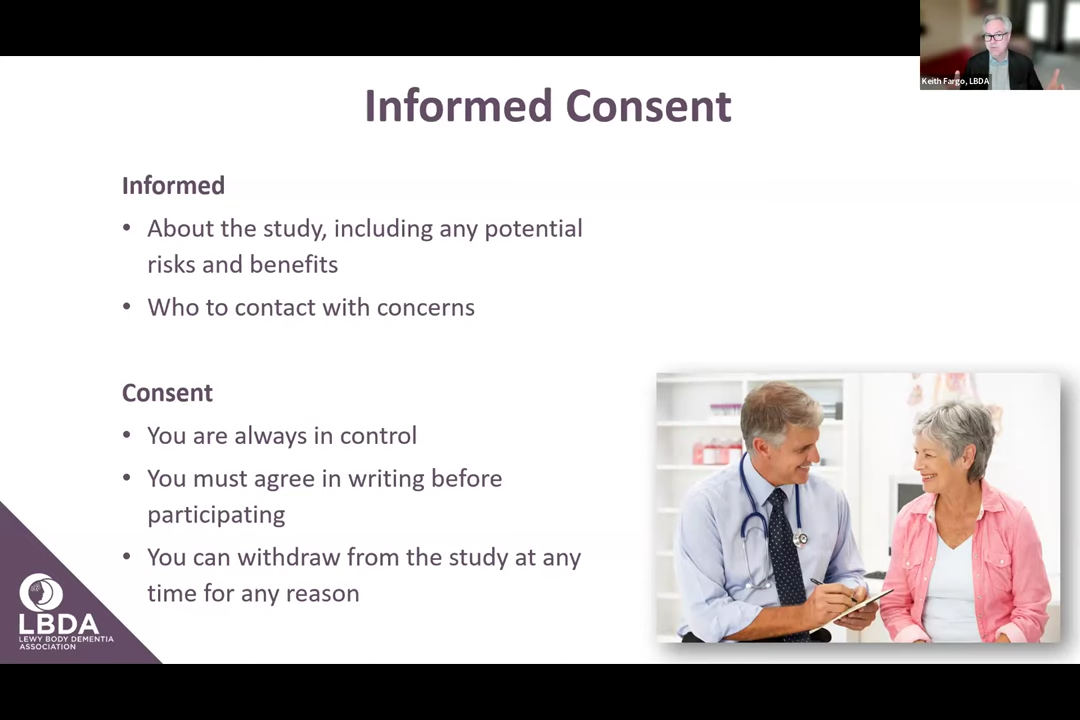 Keith Fargo, LBDA
Informed Consent
Informed
• About the study, including any potential
risks and benefits
• Who to contact with concerns
Consent
• You are always in control
• You must agree in writing before
participating
• You can withdraw from the study at any
time for any reason
LBDA
LEWY BODY DEMENTIA
ASSOCIATION